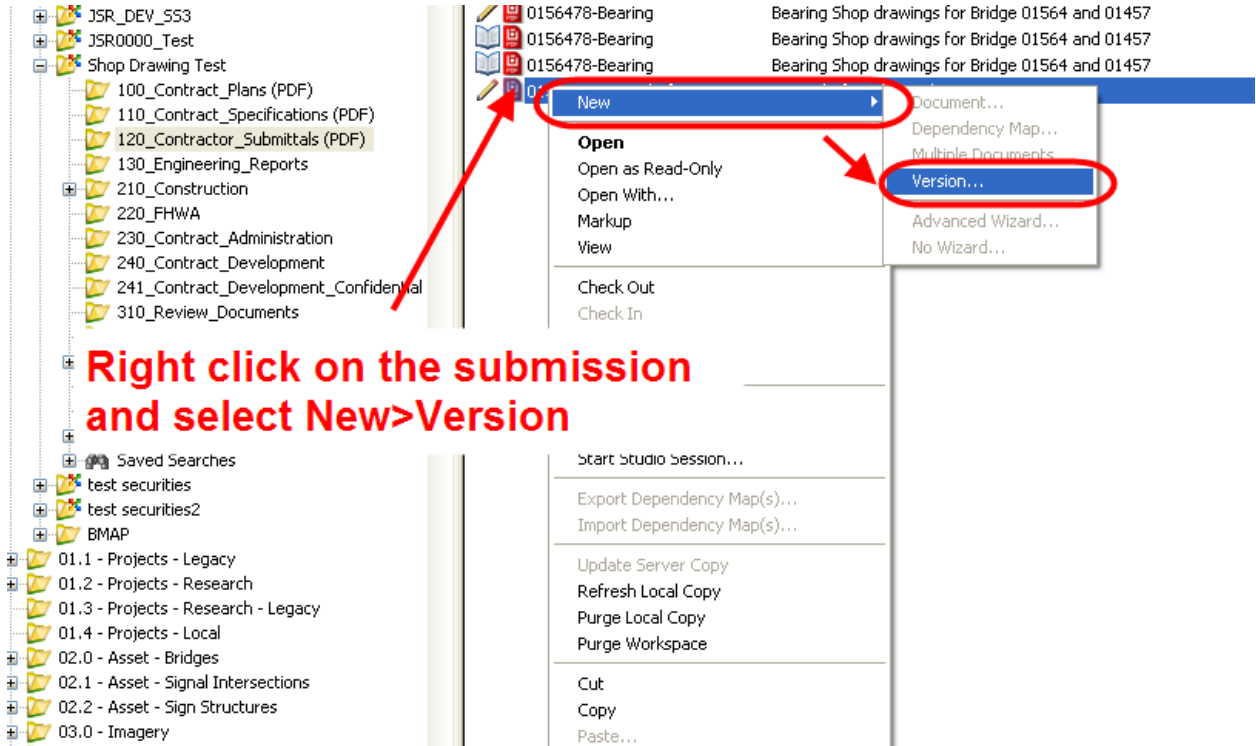 JSR_DEV_SS3
JSR0000_Test
Shop Drawing Test
100_Contract_Plans (PDF)
110_Contract_Specifications (PDF)
120_Contractor_Submittals (PDF)
130_Engineering_Reports
210_Construction
220_FHWA
230_Contract_Administration
240_Contract_Development
241_Contract_Development_Confidential
310_Review_Documents
Saved Searches
test securities
test securities2
BMAP
01.1 - Projects - Legacy
01.2 - Projects - Research
01.3 - Projects - Research - Legacy
01.4 - Projects - Local
02.0 - Asset - Bridges
02.1 - Asset - Signal Intersections
02.2 - Asset - Sign Structures
03.0 - Imagery
0156478-Bearing Bearing Shop drawings for Bridge 01564 and 01457
0156478-Bearing Bearing Shop drawings for Bridge 01564 and 01457
0156478-Bearing Bearing Shop drawings for Bridge 01564 and 01457
New
Open
Open as Read-Only
Open With...
Markup
View
Check Out
Check In
Start Studio Session...
Export Dependency Map(s)...
Import Dependency Map(s)...
Update Server Copy
Refresh Local Copy
Purge Local Copy
Purge Workspace
Cut
Copy
Paste...
Document...
Dependency Map...
Multiple Documents
Version...
Advanced Wizard...
No Wizard...
Right click on the submission
and select New>Version